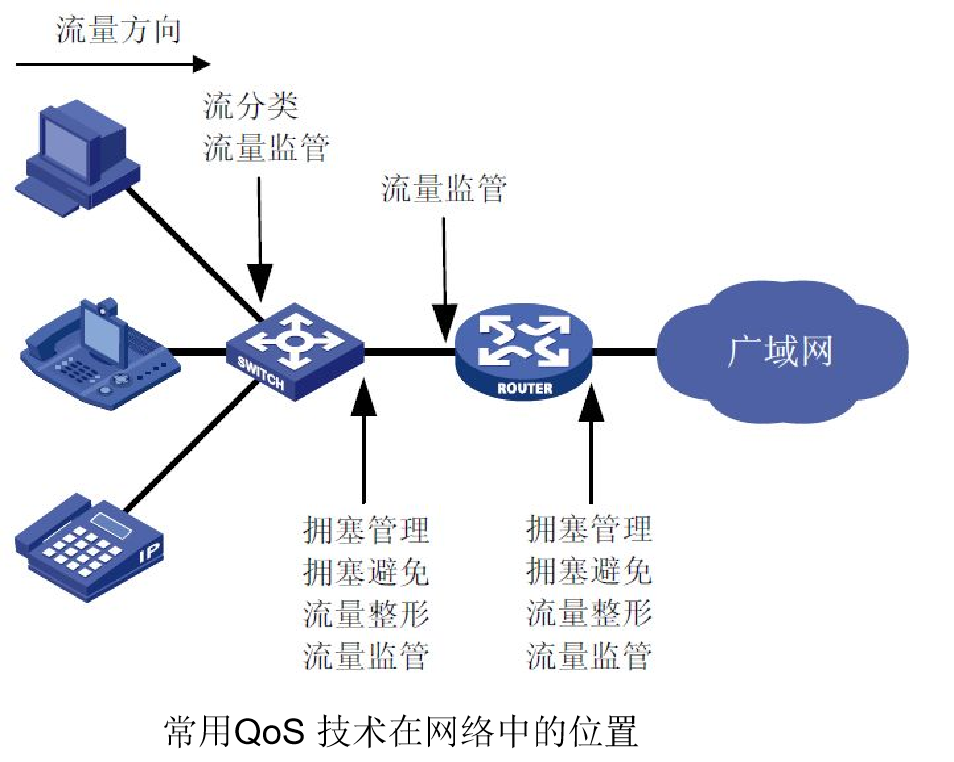 流量方向
流分类
流量监管
流量监管
SWITCH
ROUTER
广域网
IP
拥塞管理
拥塞避免
流量整形
流量监管
拥塞管理
拥塞避免
流量整形
流量监管
常用QoS 技术在网络中的位置